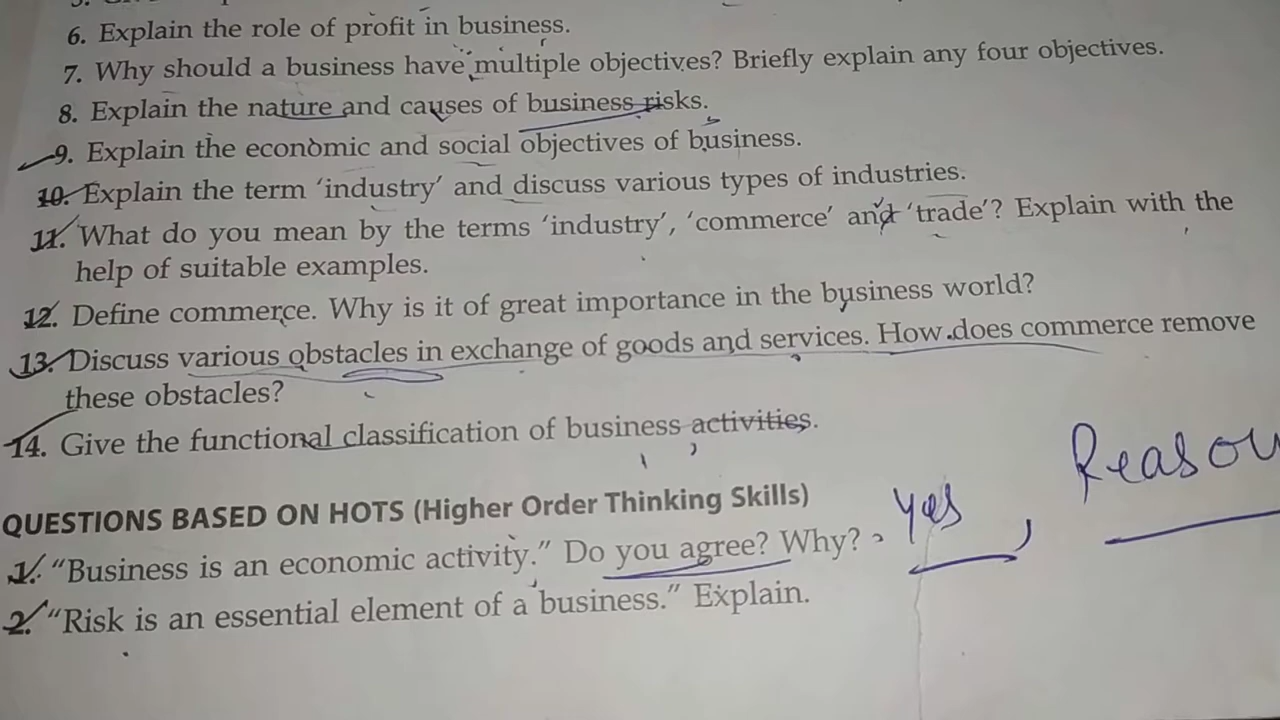 6. Explain the role of profit in business.
7. Why should a business have multiple objectives? Briefly explain any four objectives.
8. Explain the nature and causes of business risks.
9. Explain the economic and social objectives of business.
10. Explain the term 'industry' and discuss various types of industries.
11. What do you mean by the terms 'industry', 'commerce' and 'trade'? Explain with the
help of suitable examples.
12. Define commerce. Why is it of great importance in the business world?
13. Discuss various obstacles in exchange of goods and services. How does commerce remove
these obstacles?
14. Give the functional classification of business activities.
Reason
QUESTIONS BASED ON HOTS (Higher Order Thinking Skills)
1. "Business is an economic activity." Do you agree? Why? Yes,
2. "Risk is an essential element of a business." Explain.